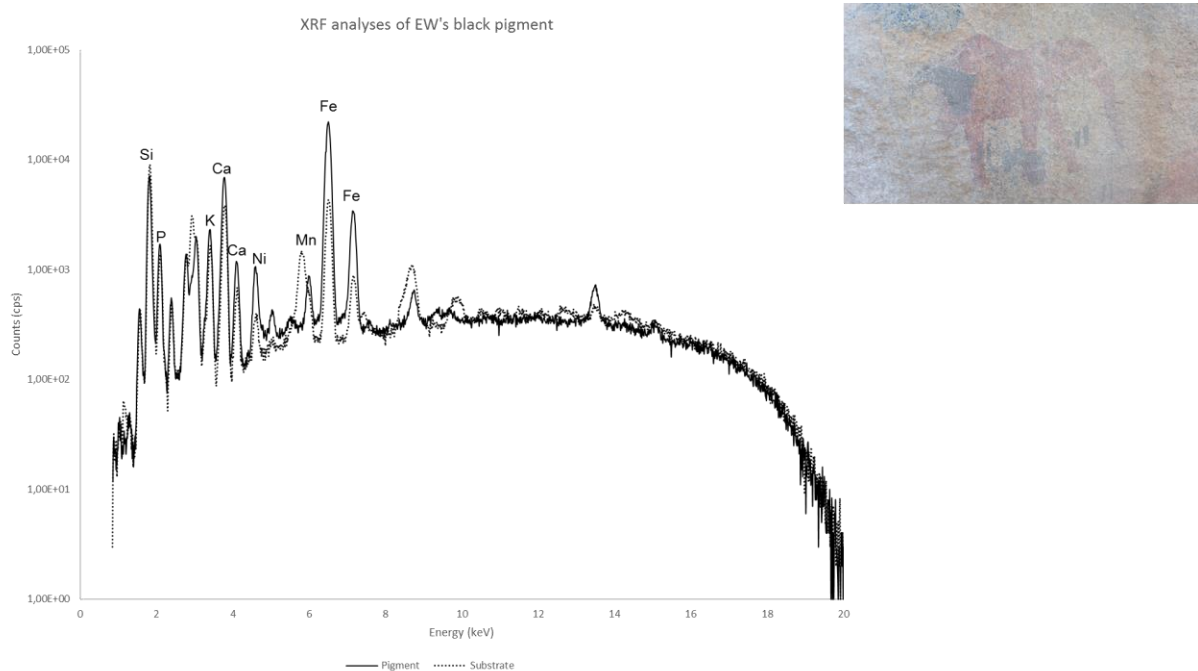 XRF analyses of EW's black pigment
1,00E+05
1,00E+04
1,00E+03
1,00E+02
1,00E+01
1,00E+00
Counts (cps)
Si
P
K
Ca
Ca
Ni
Mn
Fe
Fe
0 2 4 6 8 10 12 14 16 18 20
Energy (keV)
Pigment Substrate